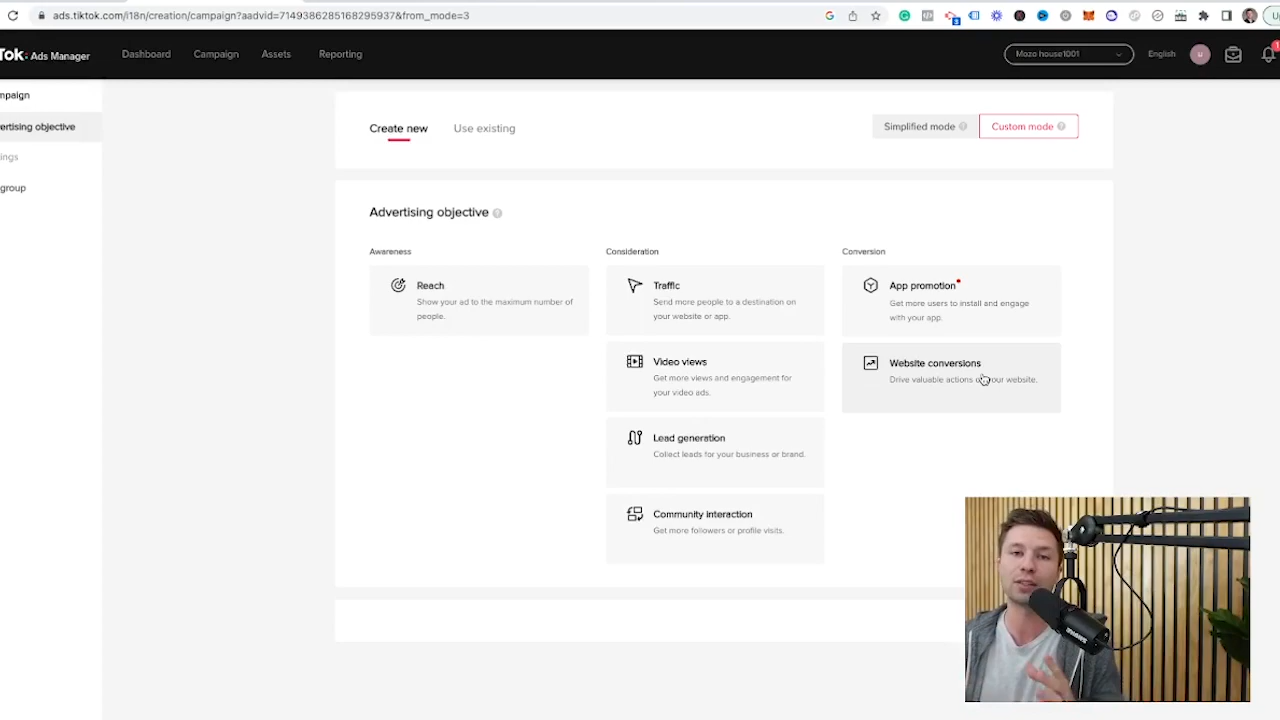 ads.tiktok.com/i18n/creation/campaign?aadvid=7149386285168295937&from_mode=3
Tok: Ads Manager
Dashboard
Campaign
Assets
Reporting
Mozo house1001
English
u
1
mpaign
ertising objective
ings
group
Create new
Use existing
Simplified mode
Custom mode
Advertising objective
Awareness
Consideration
Conversion
Reach
Show your ad to the maximum number of
people.
Traffic
Send more people to a destination on
your website or app.
Video views
Get more views and engagement for
your video ads.
Lead generation
Collect leads for your business or brand.
Community interaction
Get more followers or profile visits.
App promotion
Get more users to install and engage
with your app.
Website conversions
Drive valuable actions your website.